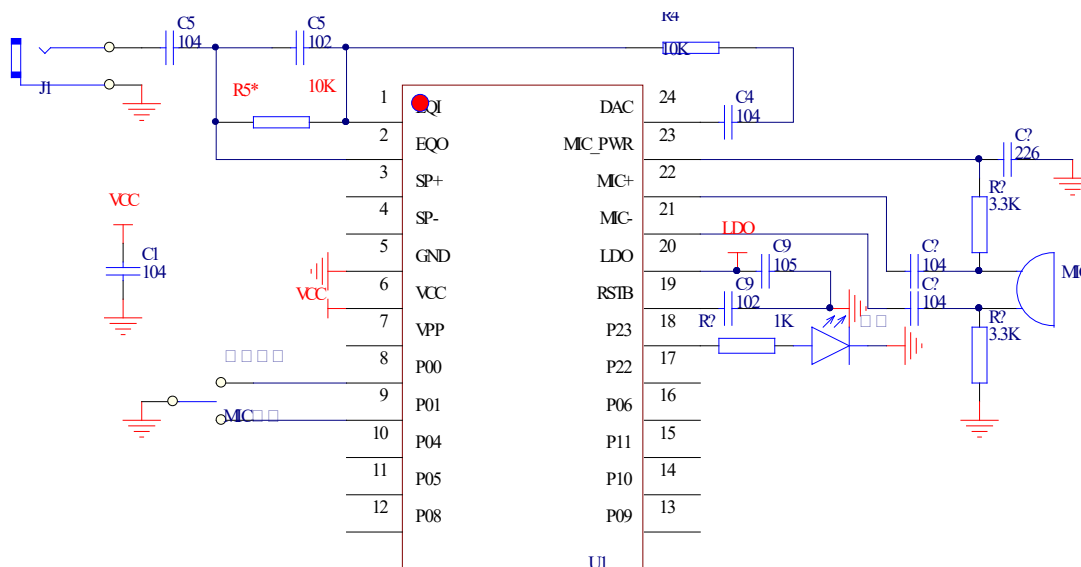 C5
104
C5
102
R4
10K
J1
R5*
10K
C4
104
1
EQI
DAC
24
2
EQO
MIC_PWR
23
C?
226
3
SP+
MIC+
22
R?
3.3K
VCC
4
SP-
MIC-
21
LDO
C1
104
5
GND
LDO
20
C9
105
C?
104
MIC
VCC
6
VCC
RSTB
19
C9
102
C?
104
7
VPP
P23
18
R?
1K
R?
3.3K
8
P00
P22
17
9
P01
P06
16
MIC
10
P04
P11
15
11
P05
P10
14
12
P08
P09
13
U1